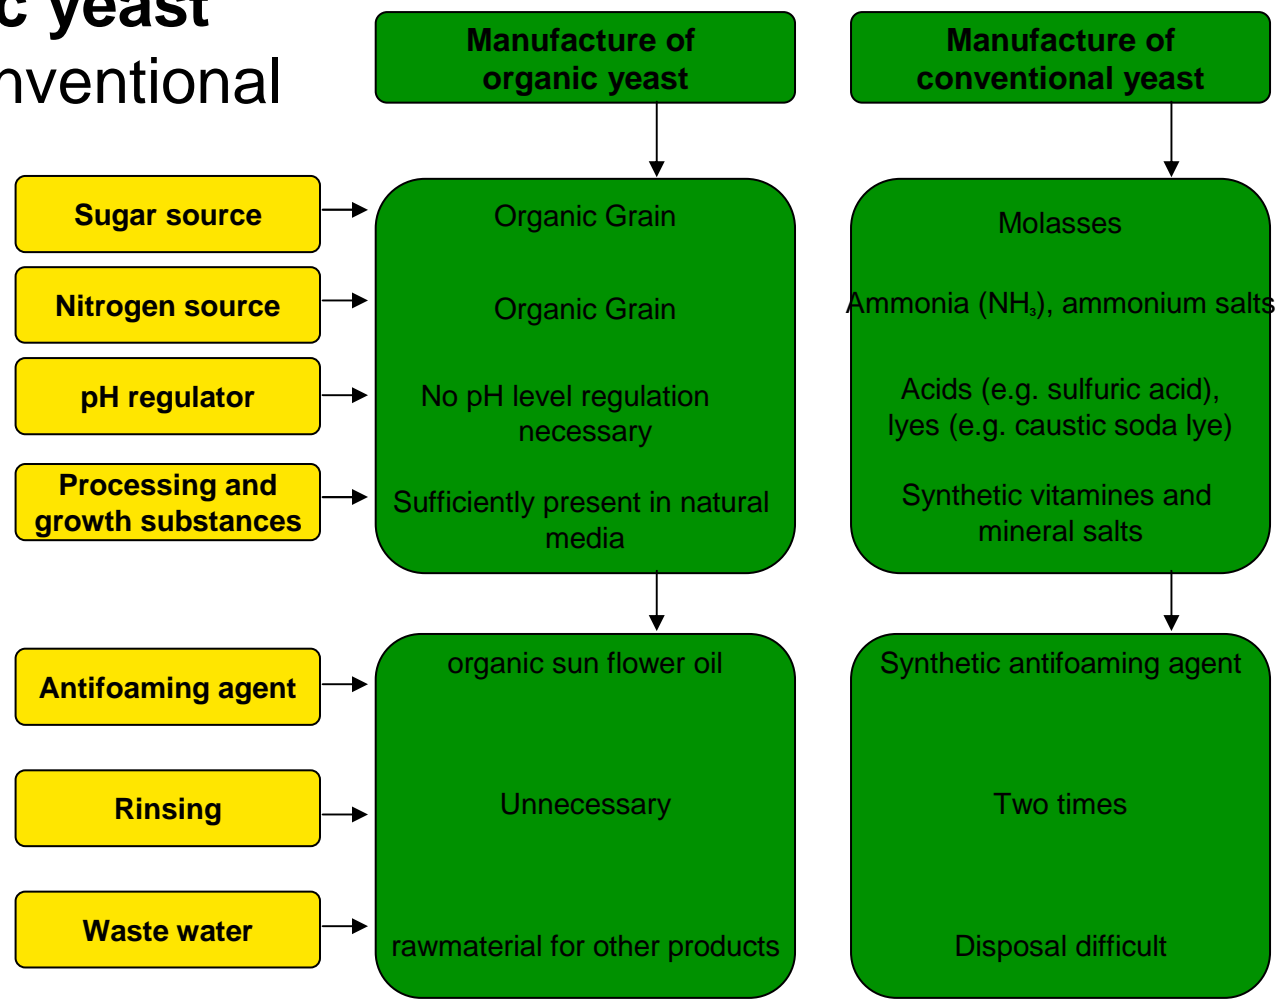 c yeast
nventional
Manufacture of
organic yeast
Manufacture of
conventional yeast
Sugar source
Organic Grain
Molasses
Nitrogen source
Organic Grain
Ammonia (NH₃), ammonium salts
pH regulator
No pH level regulation
necessary
Acids (e.g. sulfuric acid),
lyes (e.g. caustic soda lye)
Processing and
growth substances
Sufficiently present in natural
media
Synthetic vitamines and
mineral salts
Antifoaming agent
organic sun flower oil
Synthetic antifoaming agent
Rinsing
Unnecessary
Two times
Waste water
rawmaterial for other products
Disposal difficult